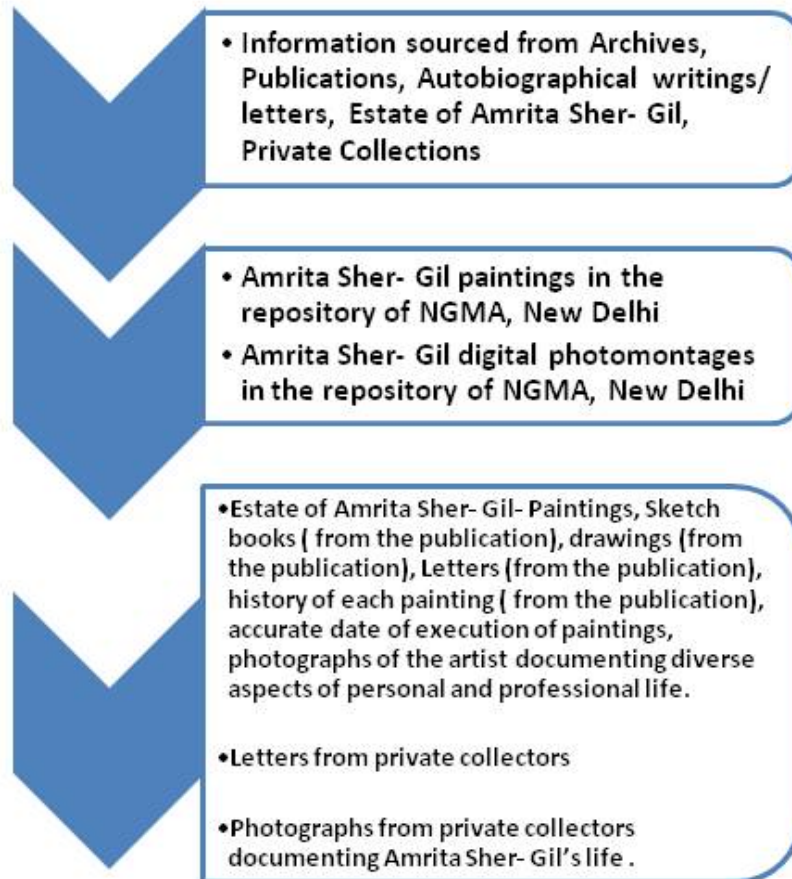 • Information sourced from Archives,
Publications, Autobiographical writings/
letters, Estate of Amrita Sher- Gil,
Private Collections
• Amrita Sher- Gil paintings in the
repository of NGMA, New Delhi
• Amrita Sher- Gil digital photomontages
in the repository of NGMA, New Delhi
•Estate of Amrita Sher- Gil- Paintings, Sketch
books ( from the publication), drawings (from
the publication), Letters (from the publication),
history of each painting ( from the publication),
accurate date of execution of paintings,
photographs of the artist documenting diverse
aspects of personal and professional life.
•Letters from private collectors
•Photographs from private collectors
documenting Amrita Sher- Gil's life .